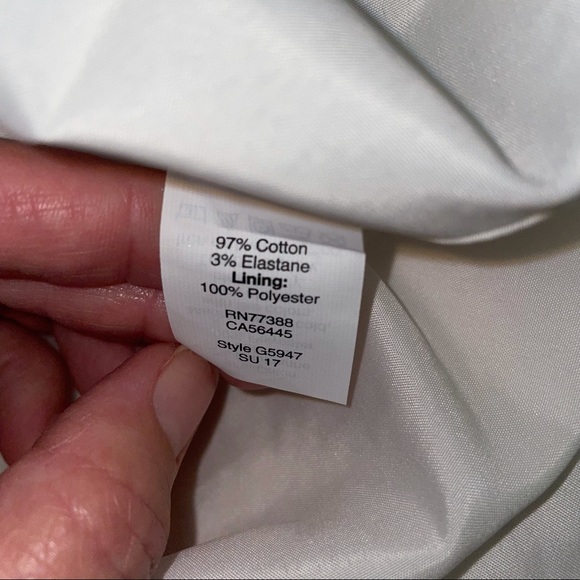 97% Cotton
3% Elastane
Lining:
100% Polyester
RN77388
CA56445
Style G5947
SU 17